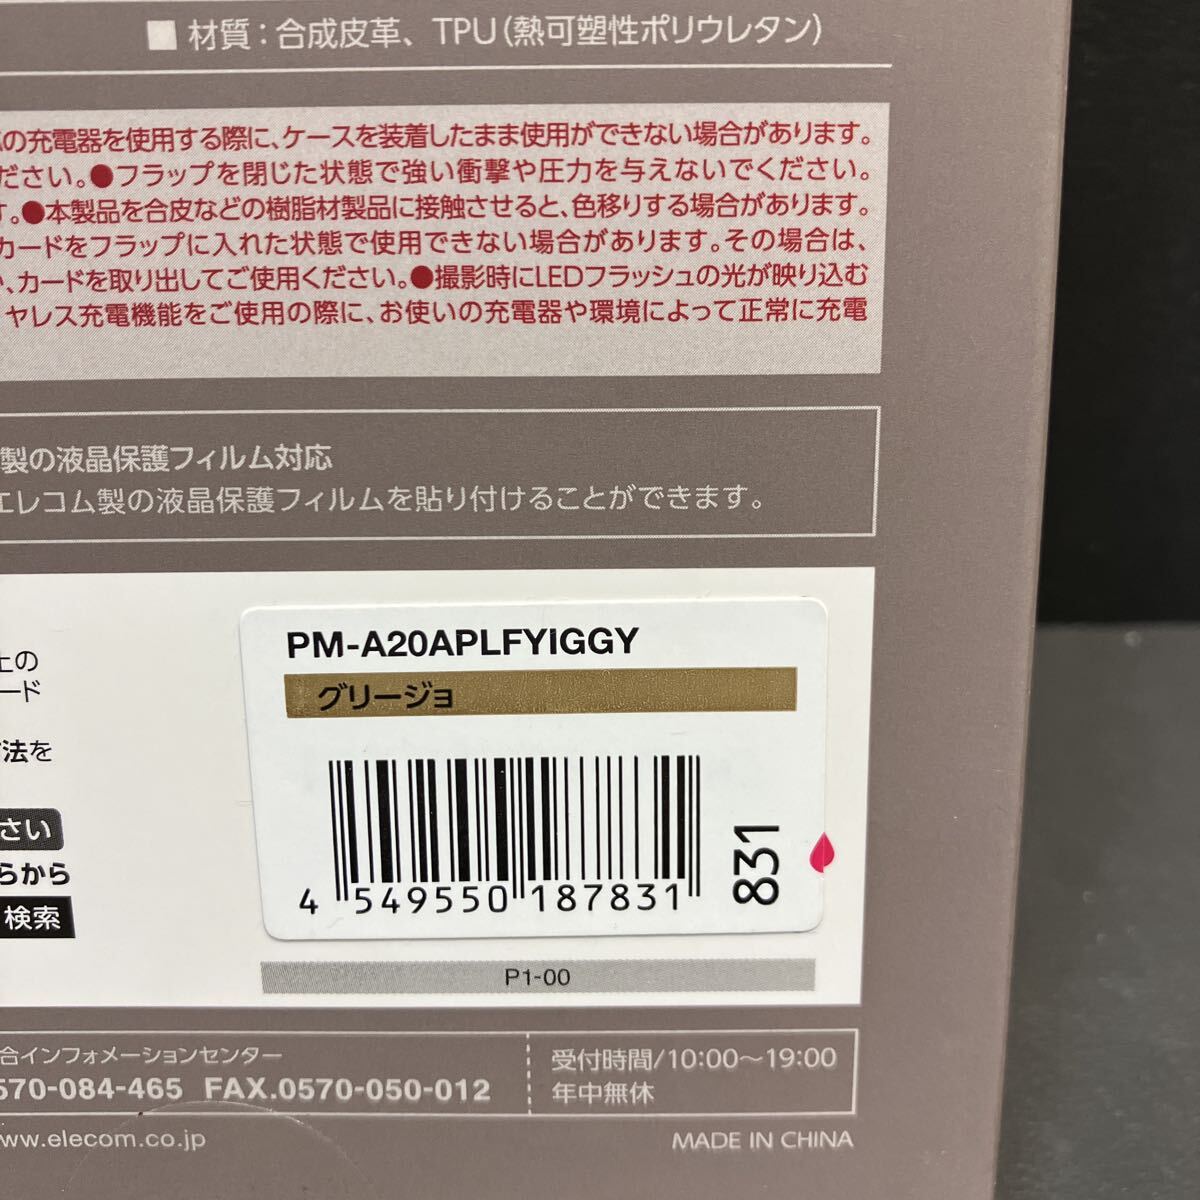 ■ 材質：合成皮革、TPU（熱可塑性ポリウレタン）
の充電器を使用する際に、ケースを装着したまま使用ができない場合があります。
ださい。●フラップを閉じた状態で強い衝撃や圧力を与えないでください。
す。●本製品を合皮などの樹脂材製品に接触させると、色移りする場合があります。
カードをフラップに入れた状態で使用できない場合があります。その場合は、
、カードを取り出してご使用ください。●撮影時にLEDフラッシュの光が映り込む
ヤレス充電機能をご使用の際に、お使いの充電器や環境によって正常に充電
製の液晶保護フィルム対応
エレコム製の液晶保護フィルムを貼り付けることができます。
上の
ード
方法を
さい
らから
検索
PM-A20APLFYIGGY
グリージョ
4 549550 187831
831
P1-00
合インフォメーションセンター
570-084-465 FAX.0570-050-012
受付時間/10:00〜19:00
年中無休
ww.elecom.co.jp
MADE IN CHINA